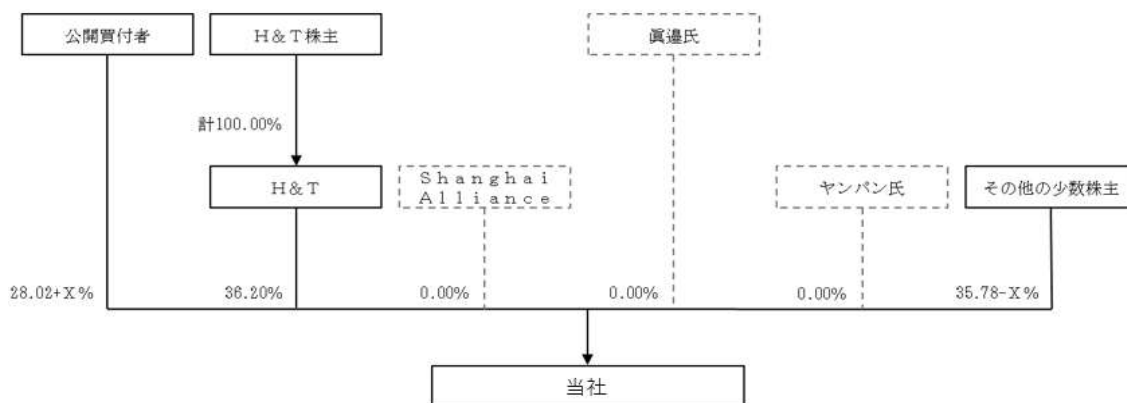 公開買付者
H&T株主
眞邉氏
計100.00%
H&T
Shanghai
Alliance
ヤンパン氏
その他の少数株主
28.02+X%
36.20%
0.00%
0.00%
0.00%
35.78-X%
当社